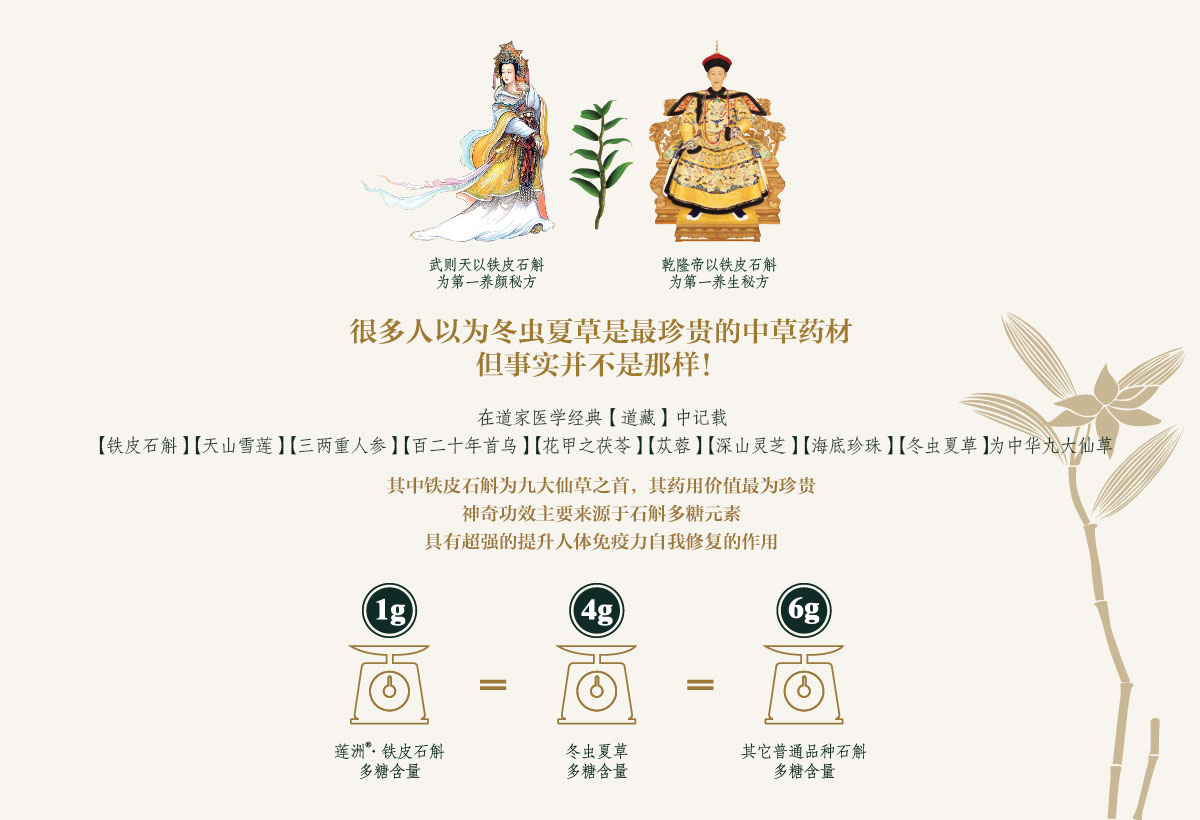 武则天以铁皮石斛
为第一养颜秘方
乾隆帝以铁皮石斛
为第一养生秘方
很多人以为冬虫夏草是最珍贵的中草药材
但事实并不是那样！
在道家医学经典【道藏】中记载
【铁皮石斛】【天山雪莲】【三两重人参】【百二十年首乌】【花甲之茯苓】【苁蓉】【深山灵芝】【海底珍珠】【冬虫夏草】为中华九大仙草
其中铁皮石斛为九大仙草之首，其药用价值最为珍贵
神奇功效主要来源于石斛多糖元素
具有超强的提升人体免疫力自我修复的作用
1g
4g
6g
=
=
莲洲®·铁皮石斛
多糖含量
冬虫夏草
多糖含量
其它普通品种石斛
多糖含量